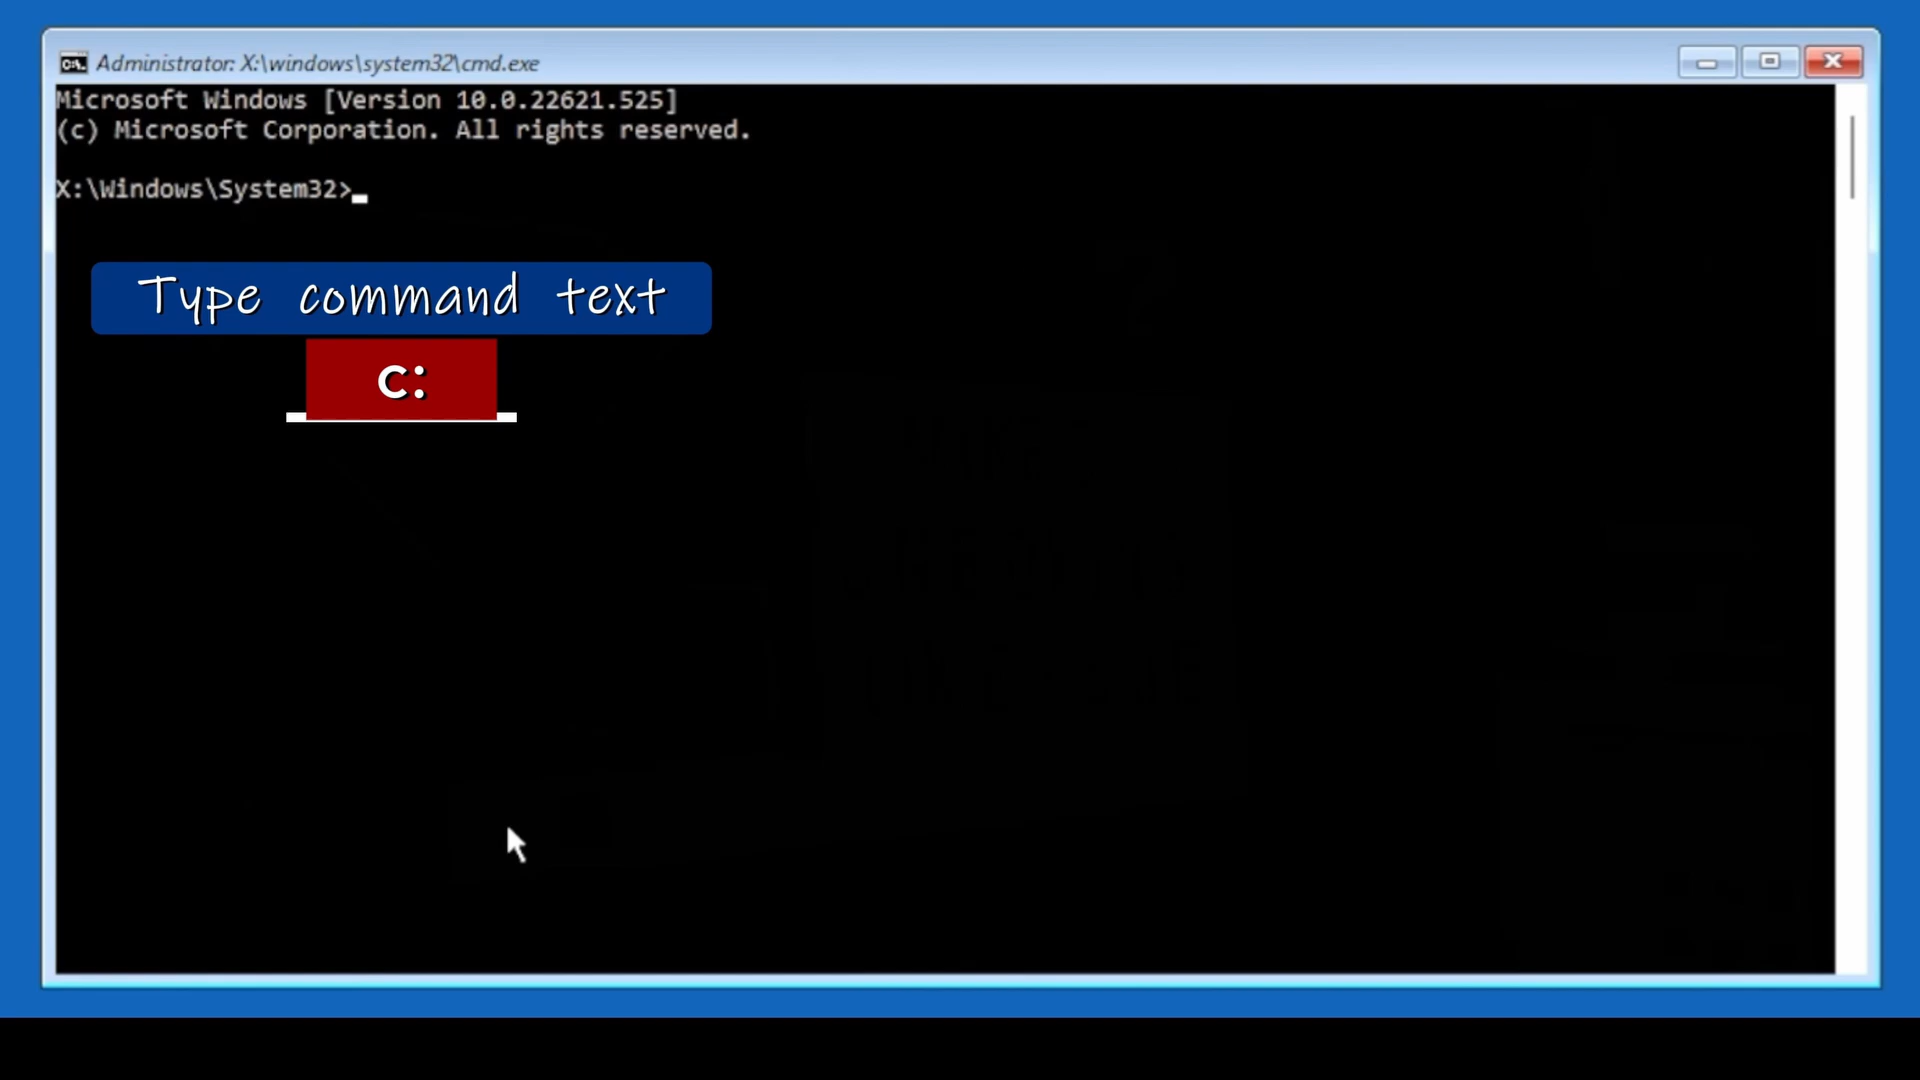 Administrator: X:\windows\system32\cmd.exe
Microsoft Windows [Version 10.0.22621.525]
(c) Microsoft Corporation. All rights reserved.
X:\Windows\System32>
Type command text
c: